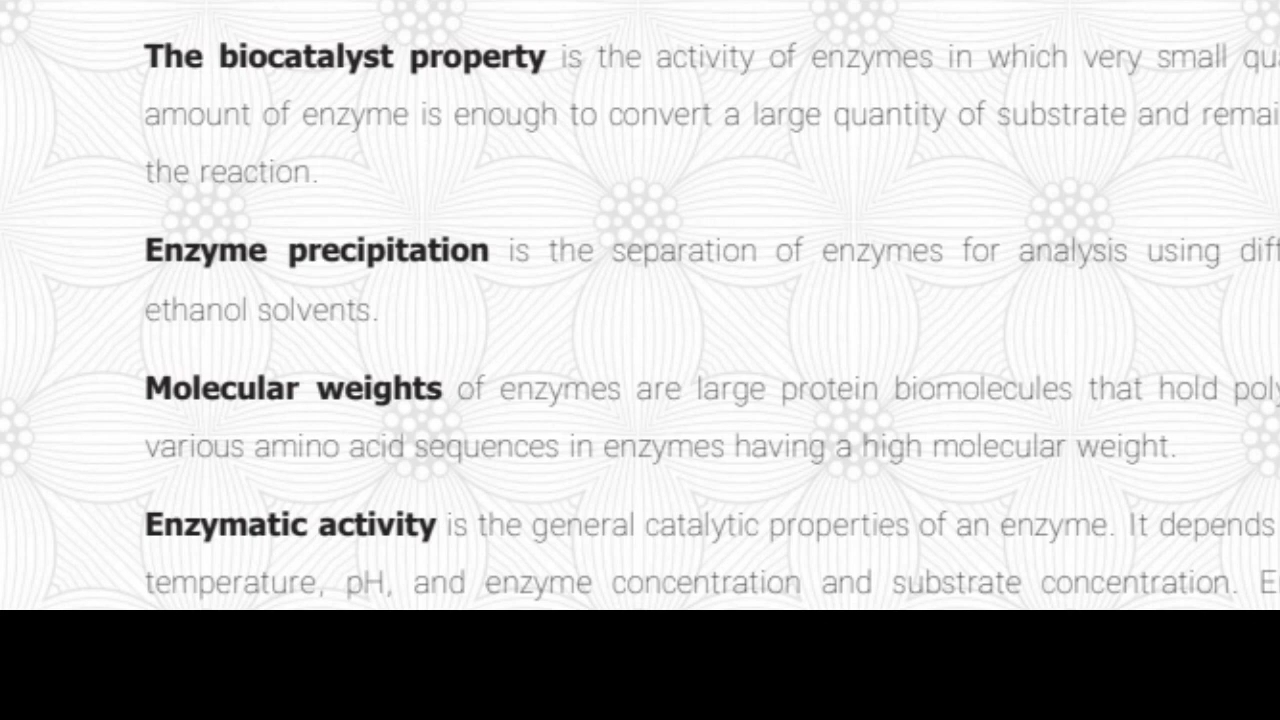 The biocatalyst property is the activity of enzymes in which very small
amount of enzyme is enough to convert a large quantity of substrate and
the reaction.
Enzyme precipitation is the separation of enzymes for analysis using
ethanol solvents.
Molecular weights of enzymes are large protein biomolecules that hold
various amino acid sequences in enzymes having a high molecular weight.
Enzymatic activity is the general catalytic properties of an enzyme. It depends
temperature, pH, and enzyme concentration and substrate concentration.